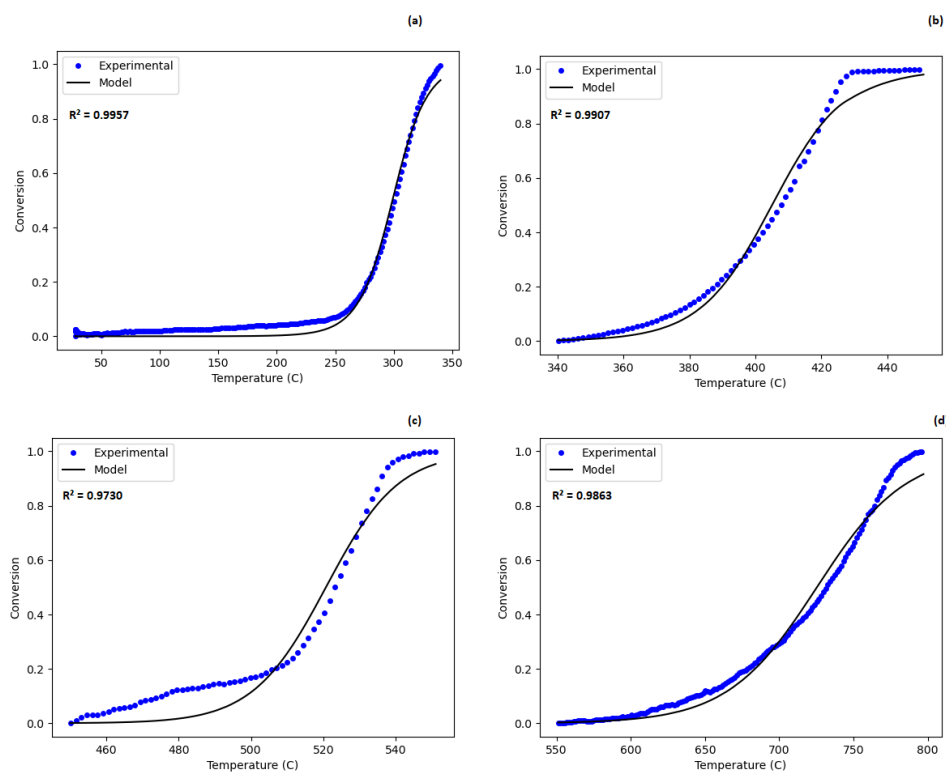 (a)
1.0
0.8
0.6
0.4
0.2
0.0
Conversion
Experimental
Model
R² = 0.9957
50 100 150 200 250 300 350
Temperature (C)
(b)
1.0
0.8
0.6
0.4
0.2
0.0
Conversion
Experimental
Model
R² = 0.9907
340 360 380 400 420 440
Temperature (C)
(c)
1.0
0.8
0.6
0.4
0.2
0.0
Conversion
Experimental
Model
R² = 0.9730
460 480 500 520 540
Temperature (C)
(d)
1.0
0.8
0.6
0.4
0.2
0.0
Conversion
Experimental
Model
R² = 0.9863
550 600 650 700 750 800
Temperature (C)